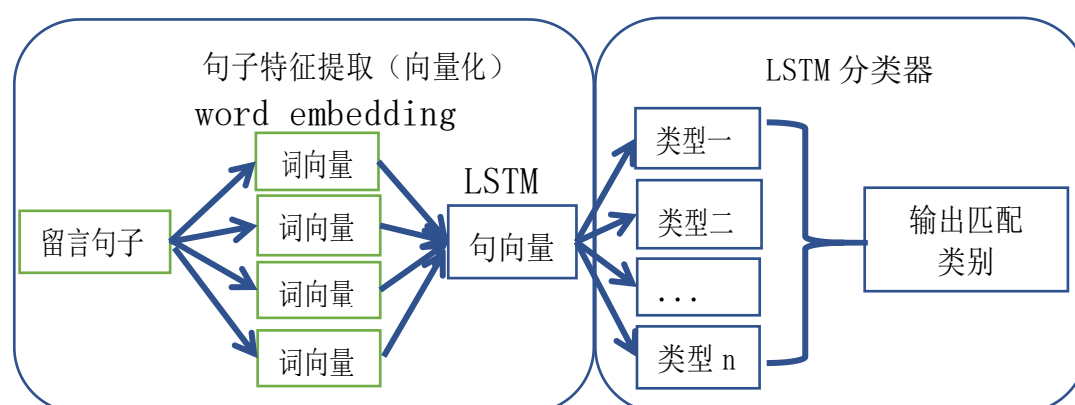 句子特征提取（向量化）
word embedding
留言句子
词向量
词向量
词向量
词向量
LSTM
句向量
LSTM 分类器
类型一
类型二
...
类型 n
输出匹配
类别